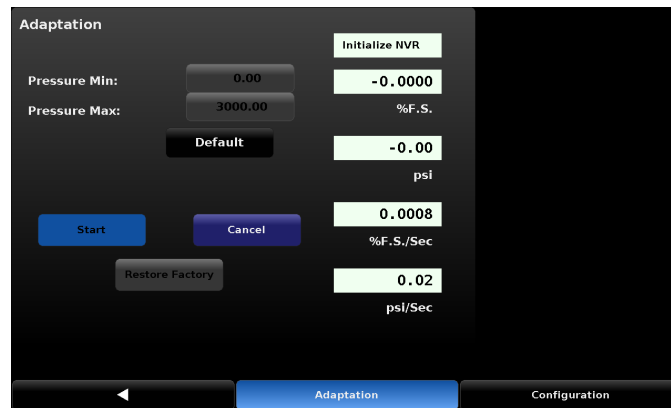 Adaptation
Initialize NVR
Pressure Min: 0.00
-0.0000
Pressure Max: 3000.00
%F.S.
Default
-0.00
psi
0.0008
Start Cancel
%F.S./Sec
Restore Factory
0.02
psi/Sec
Adaptation Configuration